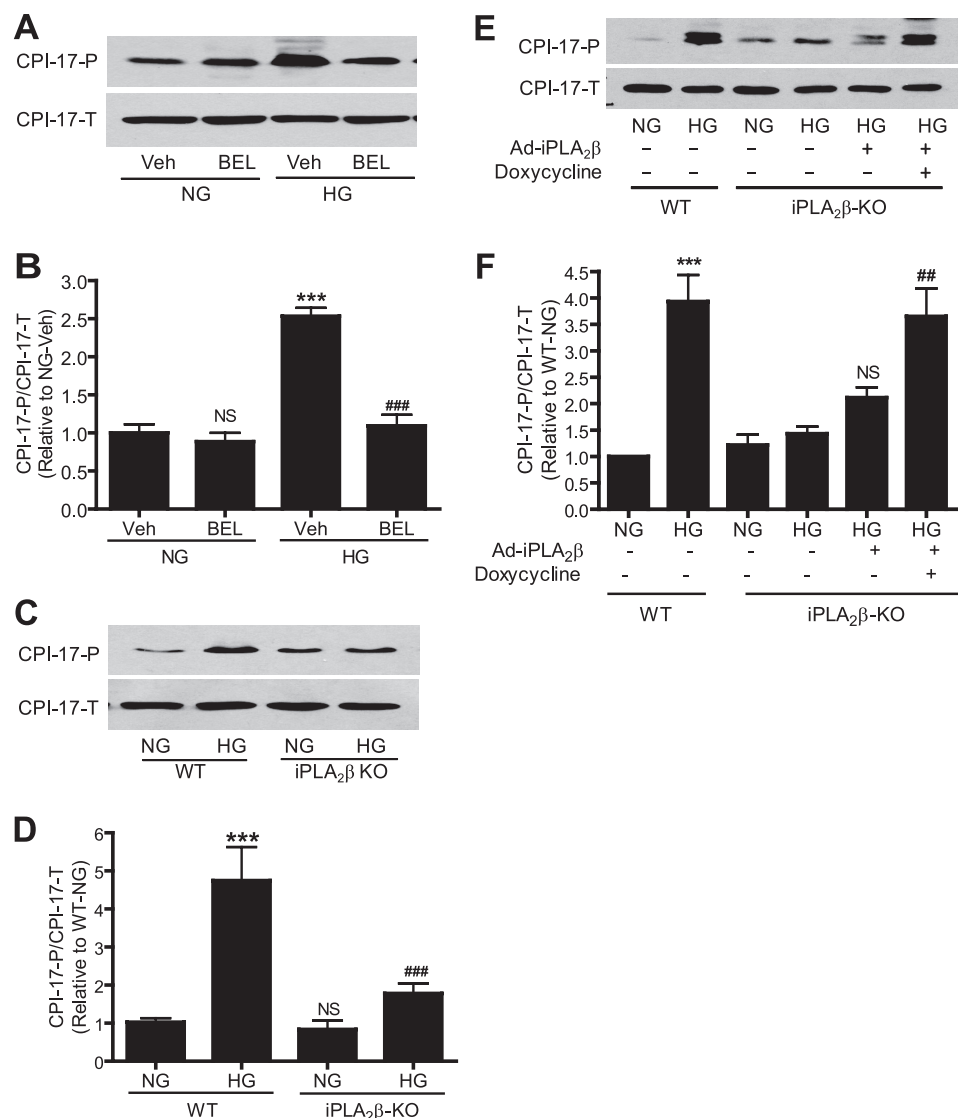 A
CPI-17-P
CPI-17-T
Veh BEL Veh BEL
NG HG
B
CPI-17-P/CPI-17-T
(Relative to NG-Veh)
3.0
2.5
2.0
1.5
1.0
0.5
0.0
NS
***
###
Veh BEL Veh BEL
NG HG
C
CPI-17-P
CPI-17-T
NG HG NG HG
WT iPLA₂β KO
D
CPI-17-P/CPI-17-T
(Relative to WT-NG)
6
5
4
3
2
1
0
***
NS
###
NG HG NG HG
WT iPLA₂β-KO
E
CPI-17-P
CPI-17-T
NG HG NG HG HG HG
Ad-iPLA₂β - - - - + +
Doxycycline - - - - - +
WT iPLA₂β-KO
F
CPI-17-P/CPI-17-T
(Relative to WT-NG)
4.5
4.0
3.5
3.0
2.5
2.0
1.5
1.0
0.5
0.0
***
NS
##
NG HG NG HG HG HG
Ad-iPLA₂β - - - - + +
Doxycycline - - - - - +
WT iPLA₂β-KO